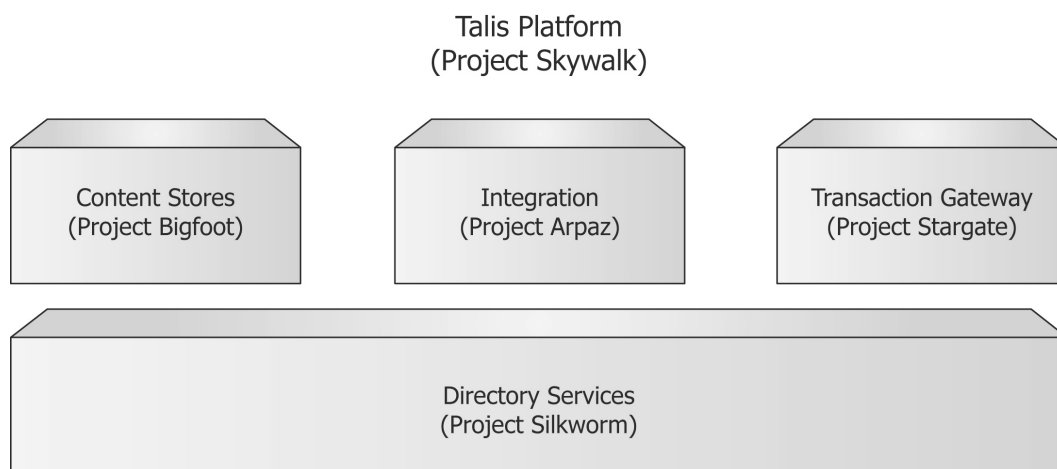 Talis Platform
(Project Skywalk)
Content Stores
(Project Bigfoot)
Integration
(Project Arpaz)
Transaction Gateway
(Project Stargate)
Directory Services
(Project Silkworm)